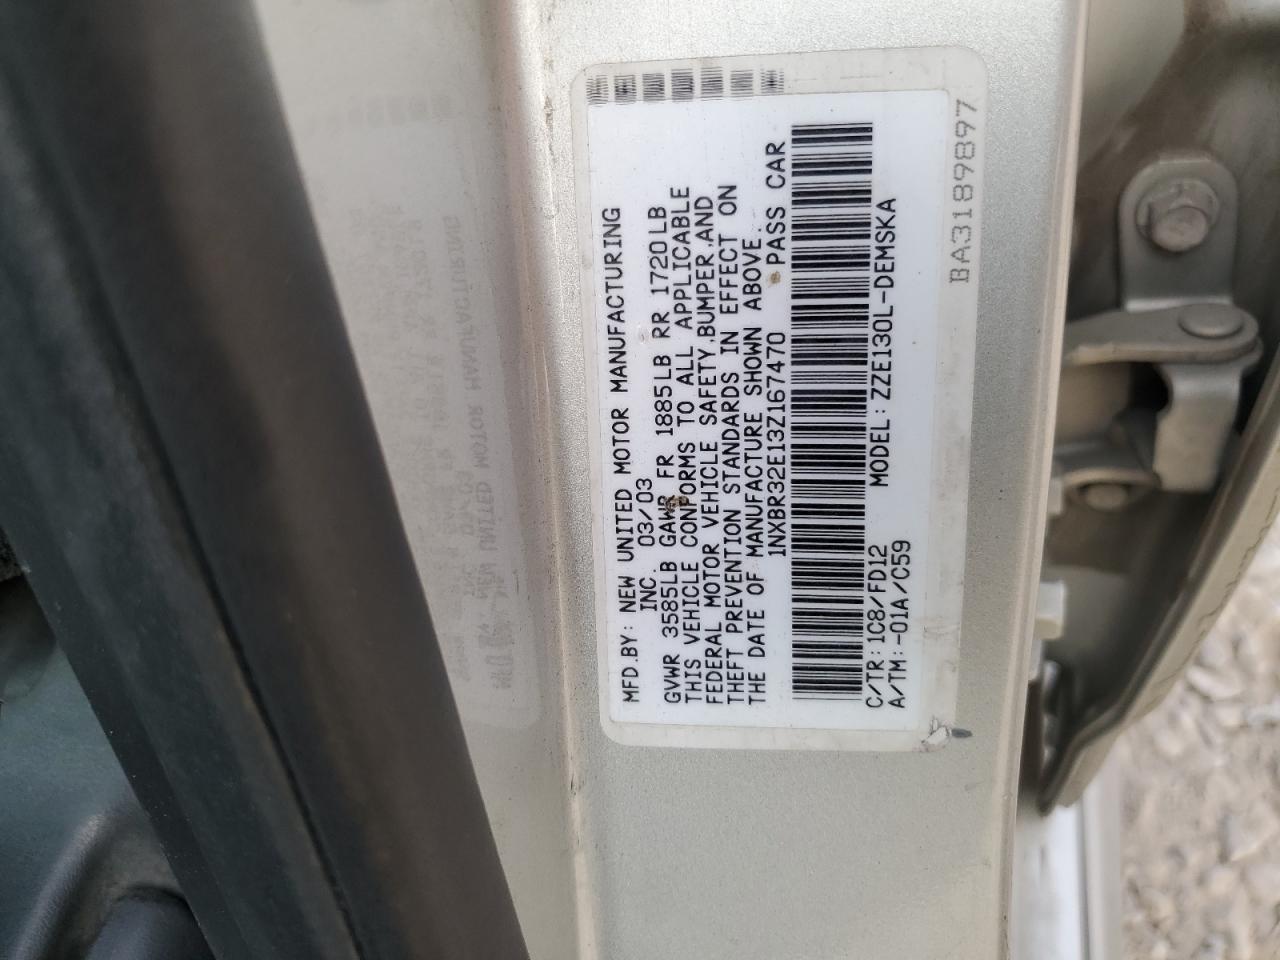 MFD.BY: NEW UNITED MOTOR MANUFACTURING
INC. 03/03
GVWR 3585LB GAWR FR 1885LB RR 1720LB
THIS VEHICLE CONFORMS TO ALL APPLICABLE
FEDERAL MOTOR VEHICLE SAFETY,BUMPER,AND
THEFT PREVENTION STANDARDS IN EFFECT ON
THE DATE OF MANUFACTURE SHOWN ABOVE.
1NXBR32E13Z167470 PASS CAR
C/TR:1C8/FD12 MODEL:ZZE130L-DEMSKA
A/TM:-01A/C59
BA3189897